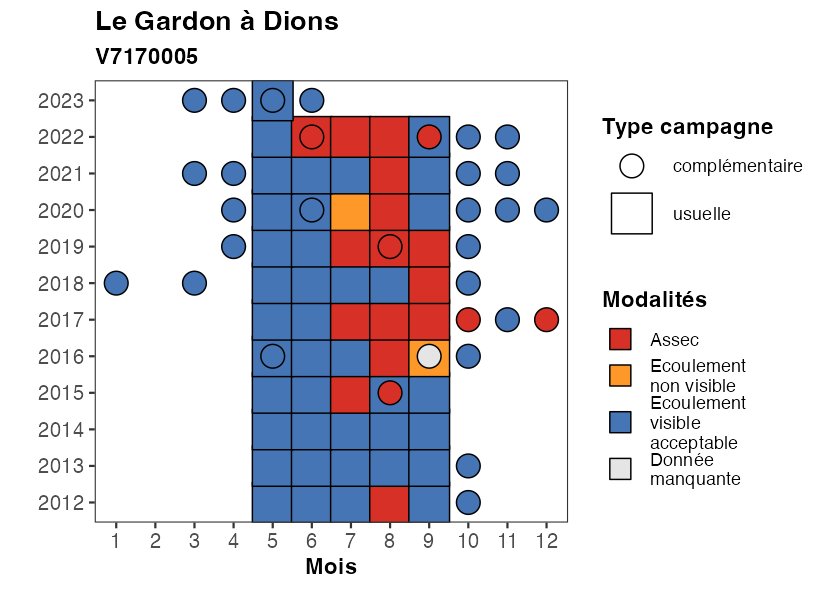 Le Gardon à Dions
V7170005
2023
2022
2021
2020
2019
2018
2017
2016
2015
2014
2013
2012
1 2 3 4 5 6 7 8 9 10 11 12
Mois
Type campagne
complémentaire
usuelle
Modalités
Assec
Ecoulement
non visible
Ecoulement
visible
acceptable
Donnée
manquante